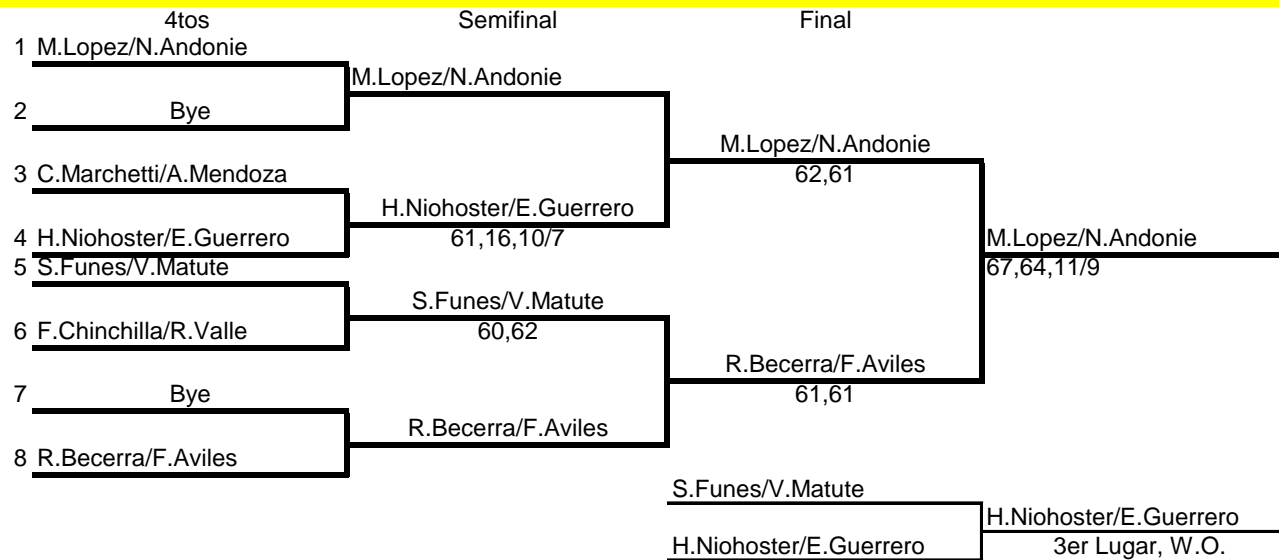 4tos Semifinal Final
1 M.Lopez/N.Andonie
M.Lopez/N.Andonie
2 Bye
M.Lopez/N.Andonie
62,61
3 C.Marchetti/A.Mendoza
H.Niohoster/E.Guerrero
61,16,10/7
4 H.Niohoster/E.Guerrero
M.Lopez/N.Andonie
67,64,11/9
5 S.Funes/V.Matute
S.Funes/V.Matute
60,62
6 F.Chinchilla/R.Valle
R.Becerra/F.Aviles
61,61
7 Bye
R.Becerra/F.Aviles
8 R.Becerra/F.Aviles
S.Funes/V.Matute
H.Niohoster/E.Guerrero
H.Niohoster/E.Guerrero
3er Lugar, W.O.